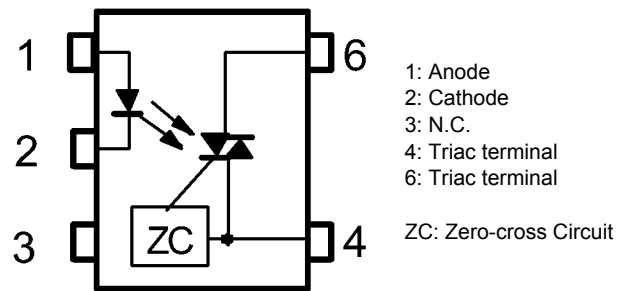 1
2
3
6
4
ZC
1: Anode
2: Cathode
3: N.C.
4: Triac terminal
6: Triac terminal
ZC: Zero-cross Circuit